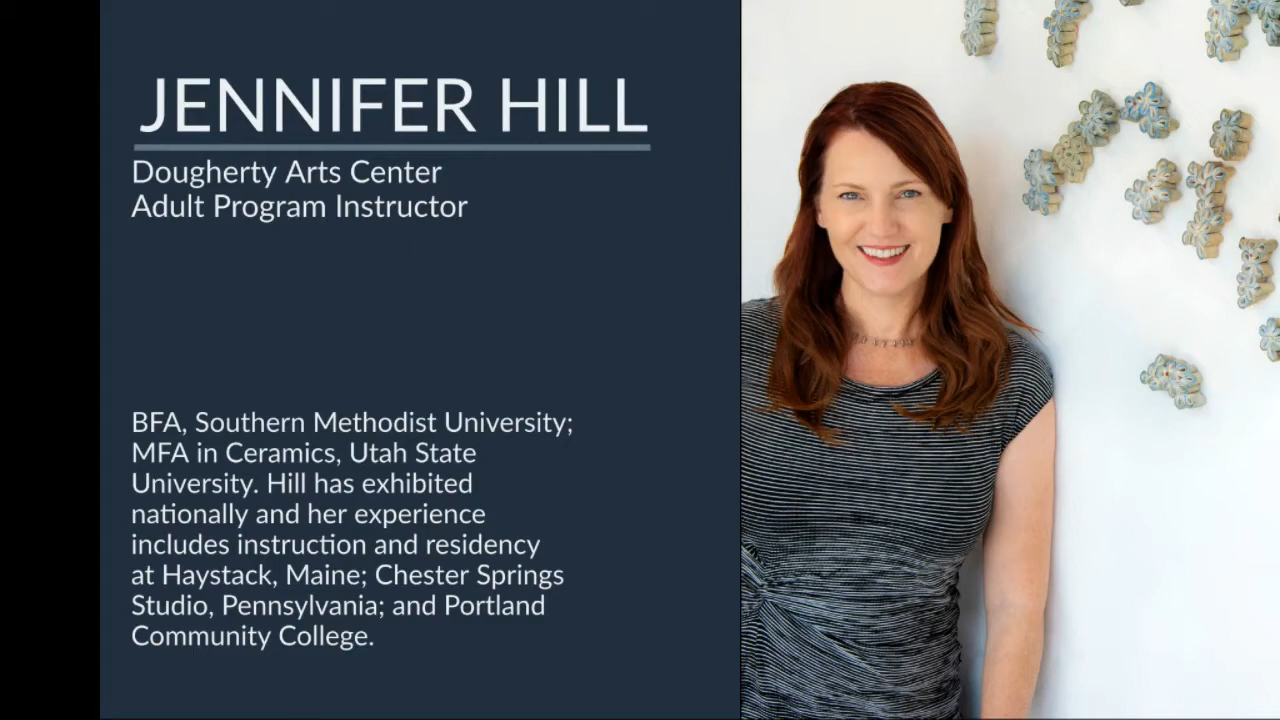 JENNIFER HILL
Dougherty Arts Center
Adult Program Instructor
BFA, Southern Methodist University;
MFA in Ceramics, Utah State
University. Hill has exhibited
nationally and her experience
includes instruction and residency
at Haystack, Maine; Chester Springs
Studio, Pennsylvania; and Portland
Community College.